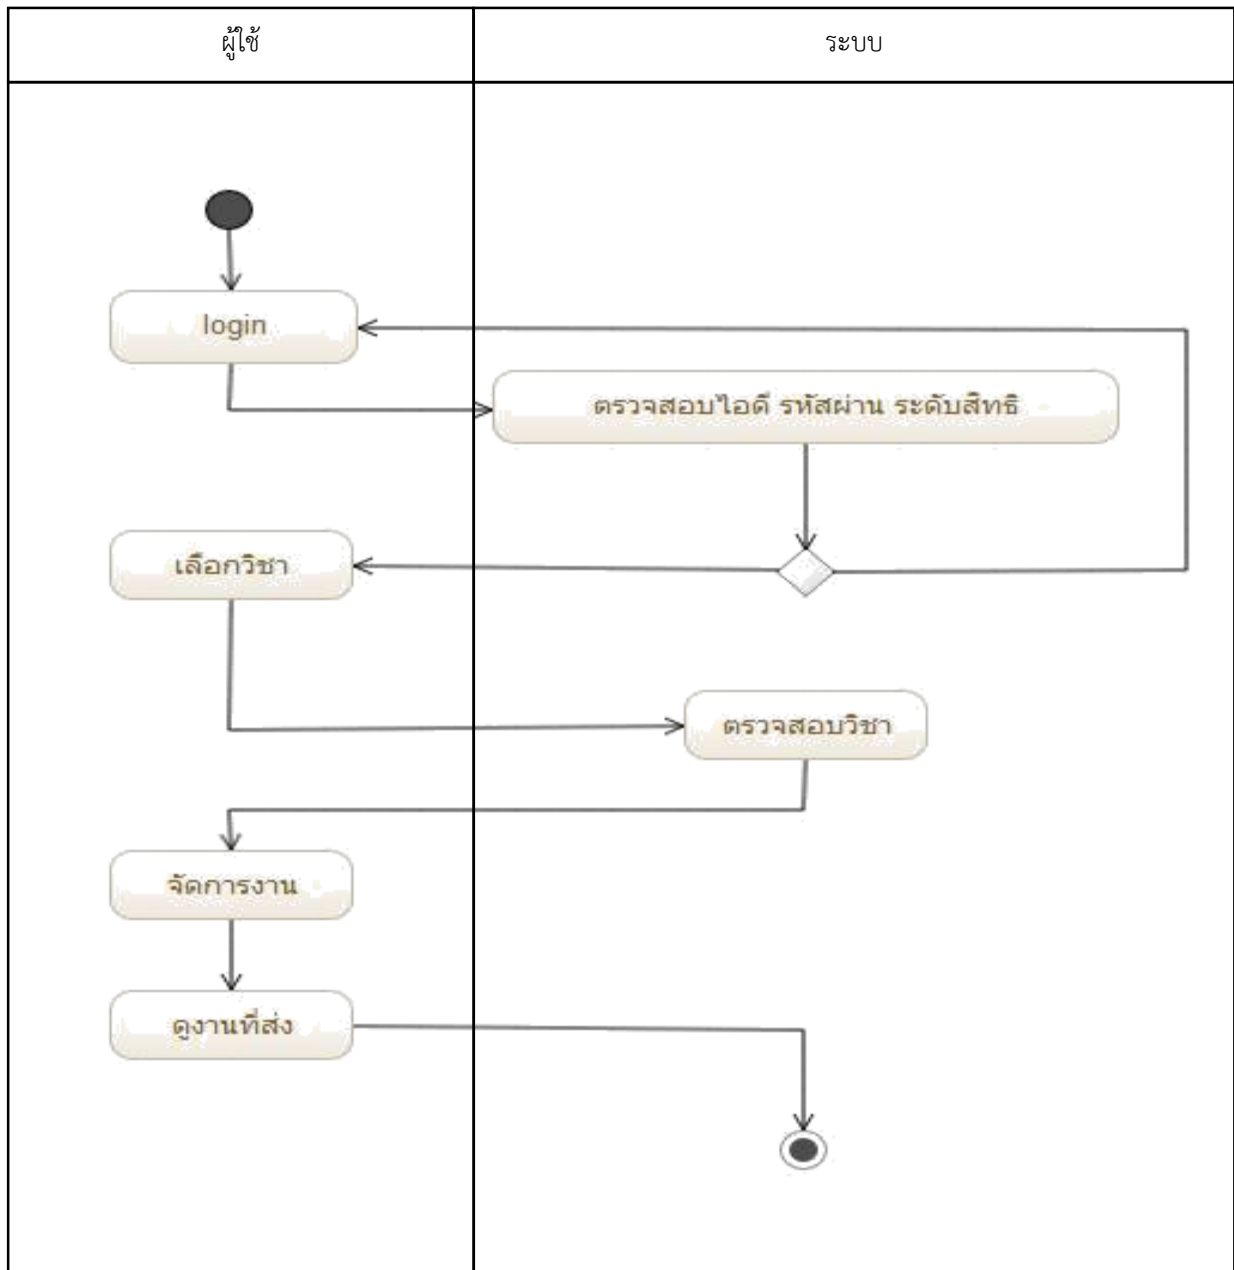 ผู้ใช้
ระบบ
login
ตรวจสอบไอดี รหัสผ่าน ระดับสิทธิ
เลือกวิชา
ตรวจสอบวิชา
จัดการงาน
ดูงานที่ส่ง